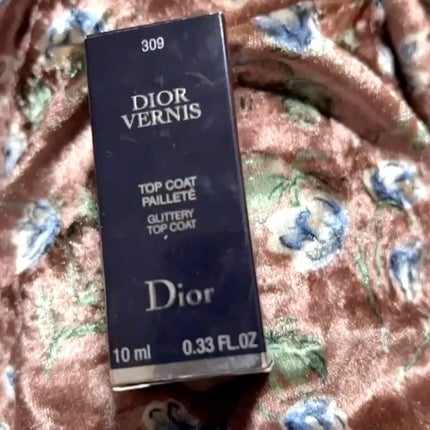 309
DIOR
VERNIS
TOP COAT
PAILLETÉ
GLITTERY
TOP COAT
Dior
10 ml 0.33 FL.OZ